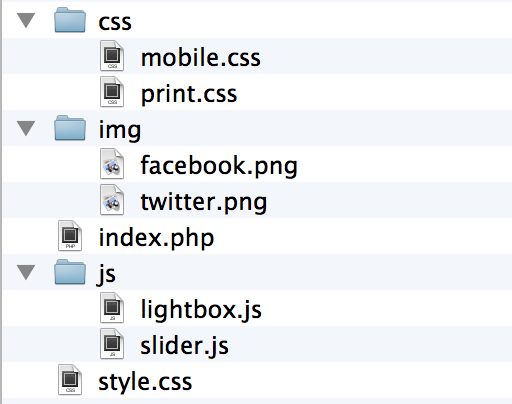 css
mobile.css
print.css
img
facebook.png
twitter.png
index.php
js
lightbox.js
slider.js
style.css